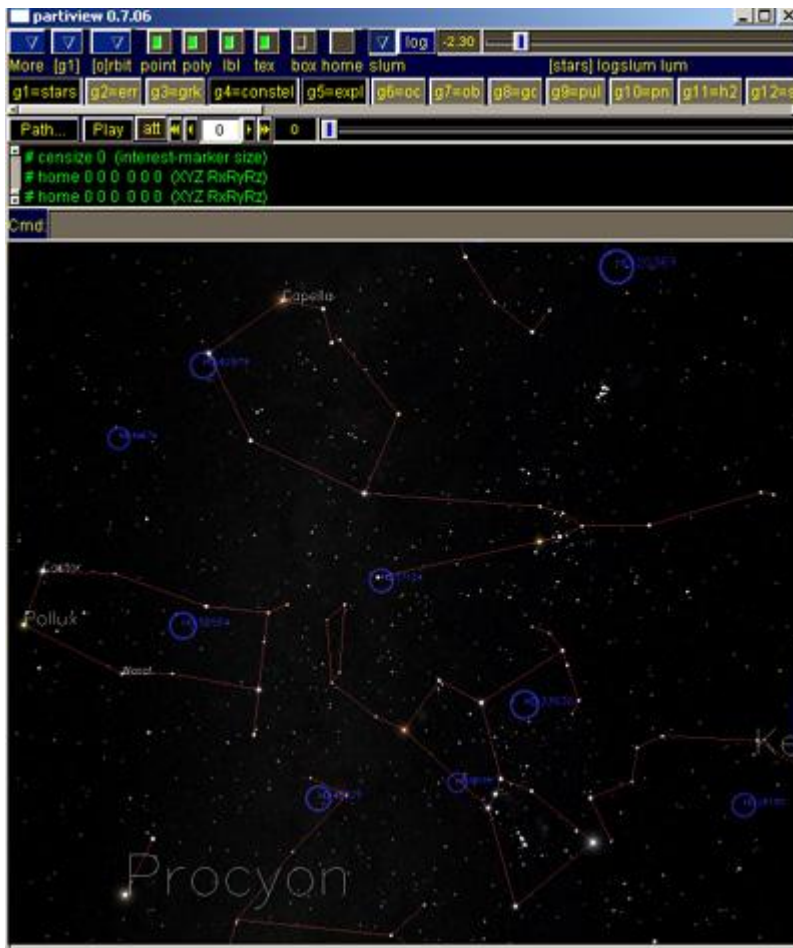 partiview 0.7.06
log -2.30
More [g1] [o]rbit point poly lbl tex box home slum [stars] logslum lum
g1=stars g2=err g3=grk g4=constel g5=expl g6=oc g7=ob g8=gc g9=pul g10=pn g11=h2 g12=s
Path... Play att 0 0
# censize 0 (interest-marker size)
# home 0 0 0 0 0 0 (XYZ RxRyRz)
# home 0 0 0 0 0 0 (XYZ RxRyRz)
Cmd:
Capella
Castor
Pollux
Wasat
Ke
Procyon